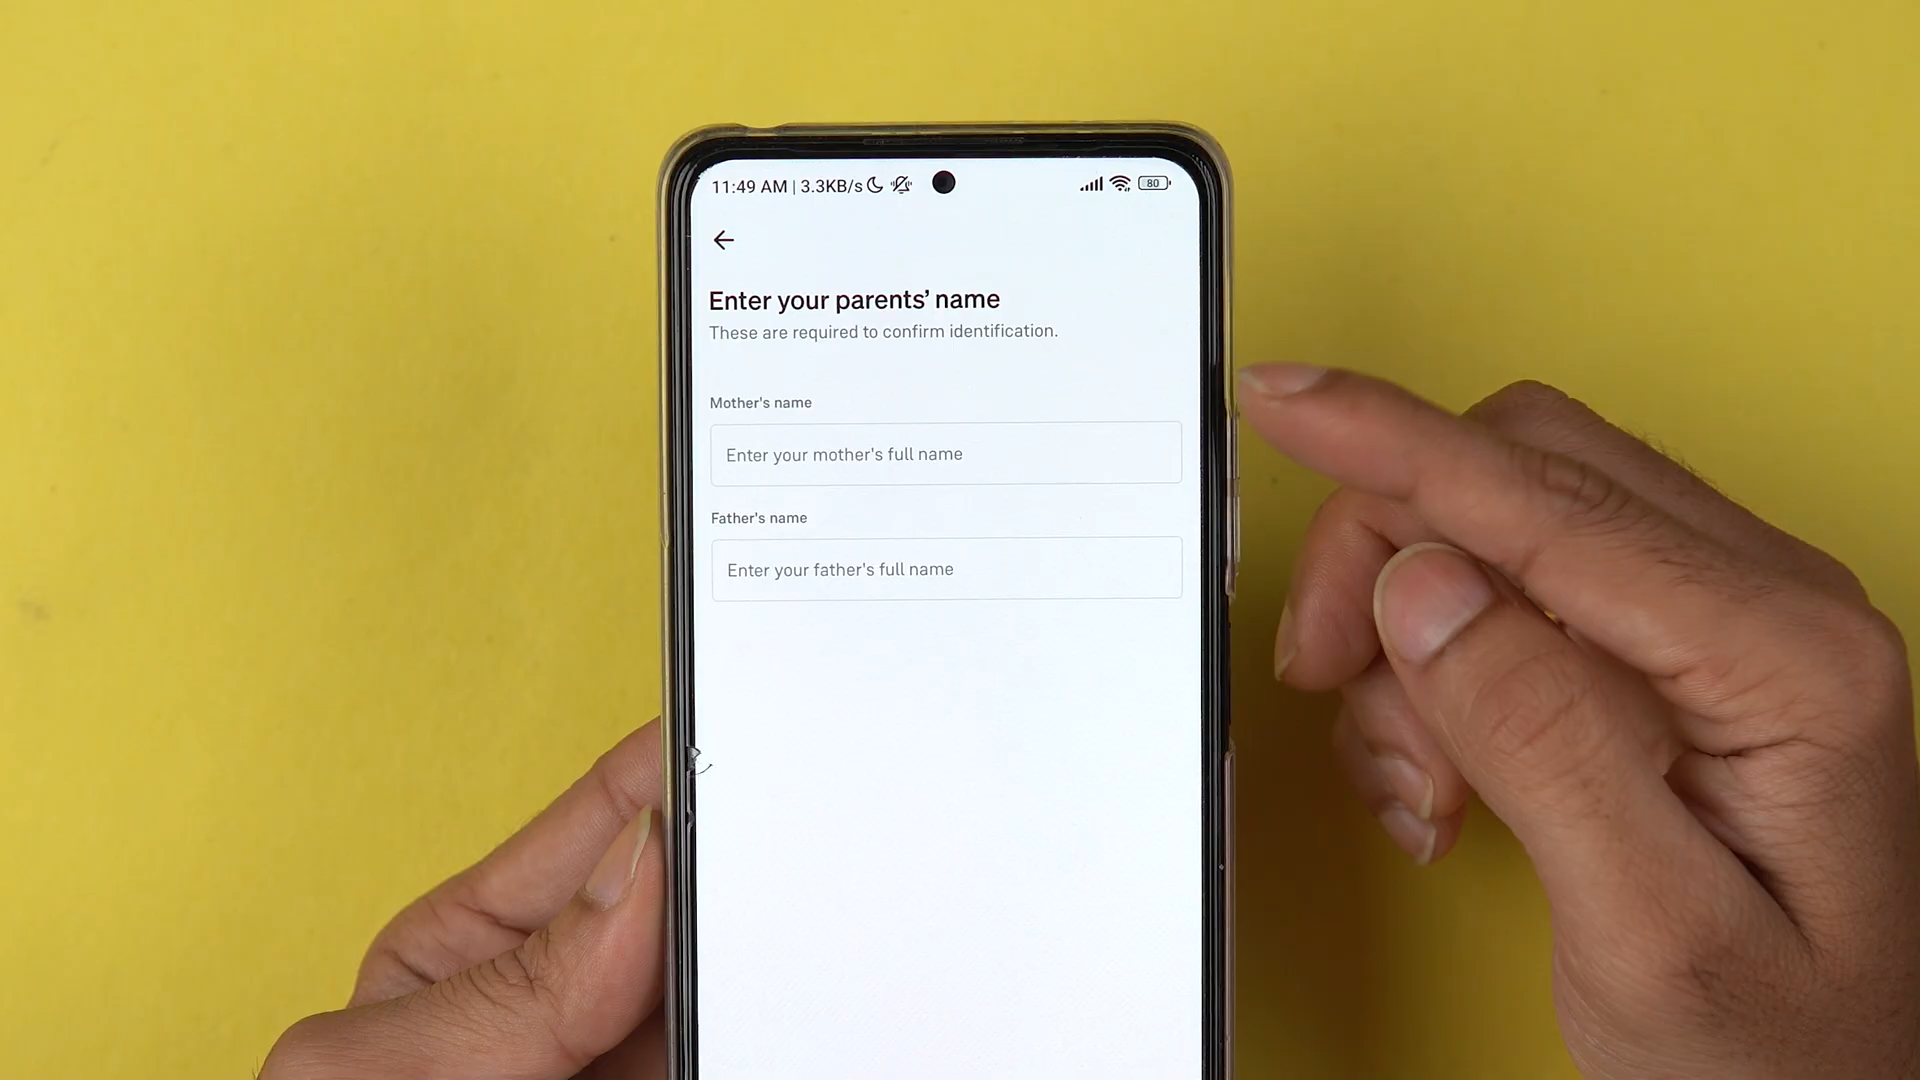 11:49 AM | 3.3KB/s 80
Enter your parents’ name
These are required to confirm identification.
Mother's name
Enter your mother's full name
Father's name
Enter your father's full name